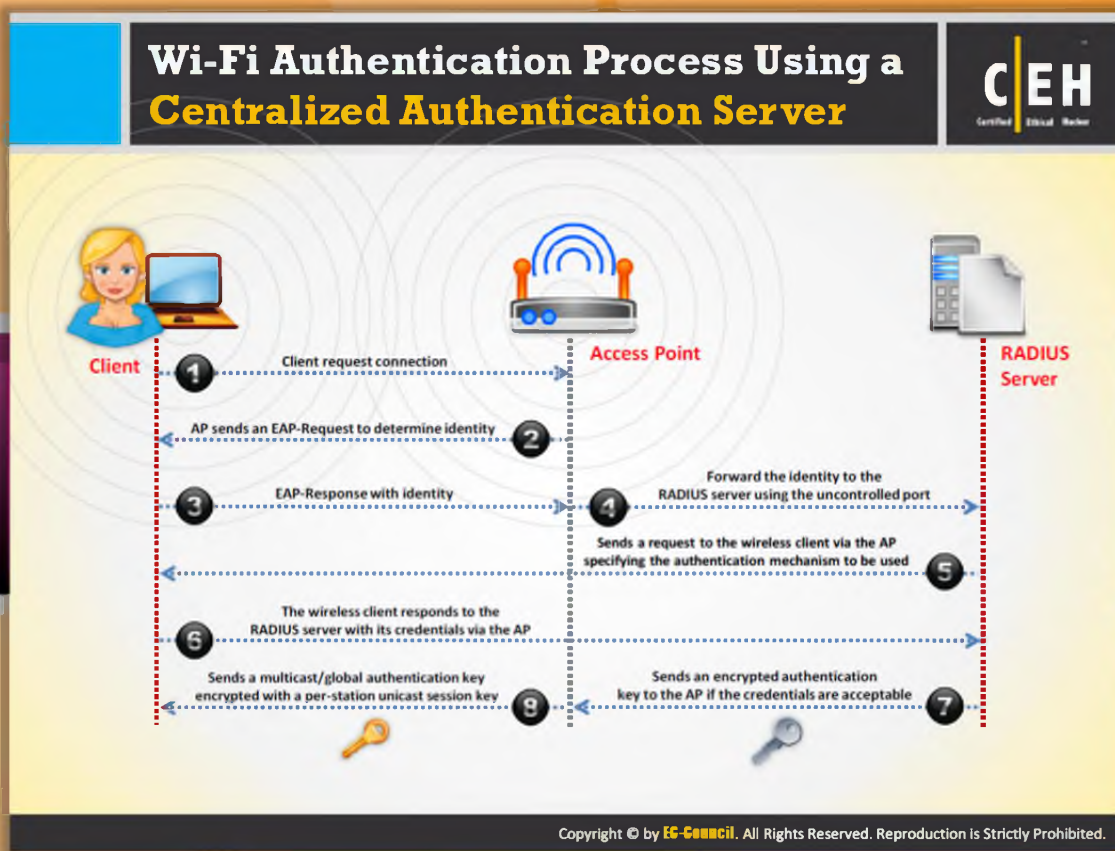 Wi-Fi Authentication Process Using a
Centralized Authentication Server
CEH
Certified Ethical Hacker
Client
Access Point
RADIUS
Server
1
Client request connection
AP sends an EAP-Request to determine identity
2
3
EAP-Response with identity
4
Forward the identity to the
RADIUS server using the uncontrolled port
Sends a request to the wireless client via the AP
specifying the authentication mechanism to be used
5
The wireless client responds to the
RADIUS server with its credentials via the AP
6
Sends a multicast/global authentication key
encrypted with a per-station unicast session key
8
Sends an encrypted authentication
key to the AP if the credentials are acceptable
7
Copyright © by EC-Council. All Rights Reserved. Reproduction is Strictly Prohibited.